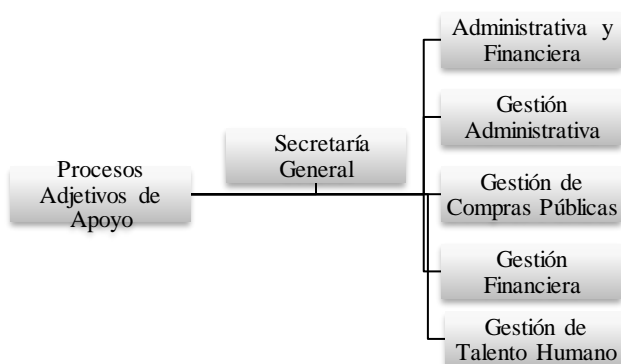 Procesos
Adjetivos de
Apoyo
Secretaría
General
Administrativa y
Financiera
Gestión
Administrativa
Gestión de
Compras Públicas
Gestión
Financiera
Gestión de
Talento Humano